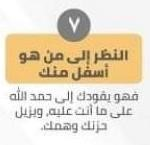 ٧
النظر إلى من هو
أسفل منك
فهو يقودك إلى حمد الله
على ما أنت عليه، ويزيل
حزنك وهمك.